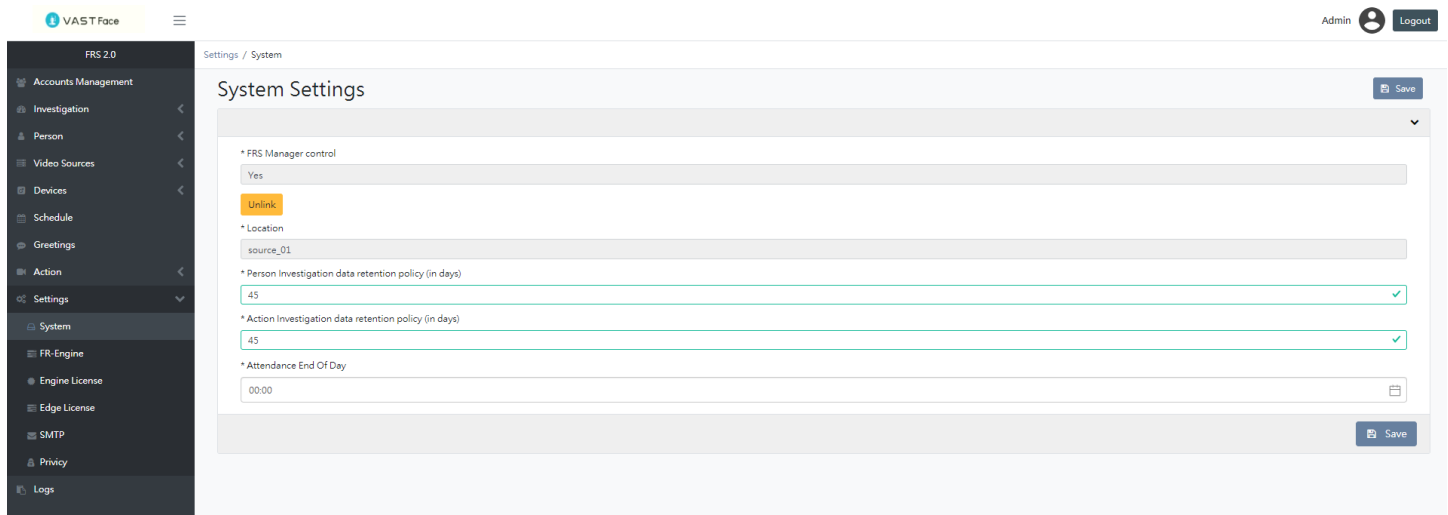 VAST Face
Admin
Logout
FRS 2.0
Settings / System
Accounts Management
Investigation
Person
Video Sources
Devices
Schedule
Greetings
Action
Settings
System
FR-Engine
Engine License
Edge License
SMTP
Privicy
Logs
System Settings
Save
* FRS Manager control
Yes
Unlink
* Location
source_01
* Person Investigation data retention policy (in days)
45
* Action Investigation data retention policy (in days)
45
* Attendance End Of Day
00:00
Save